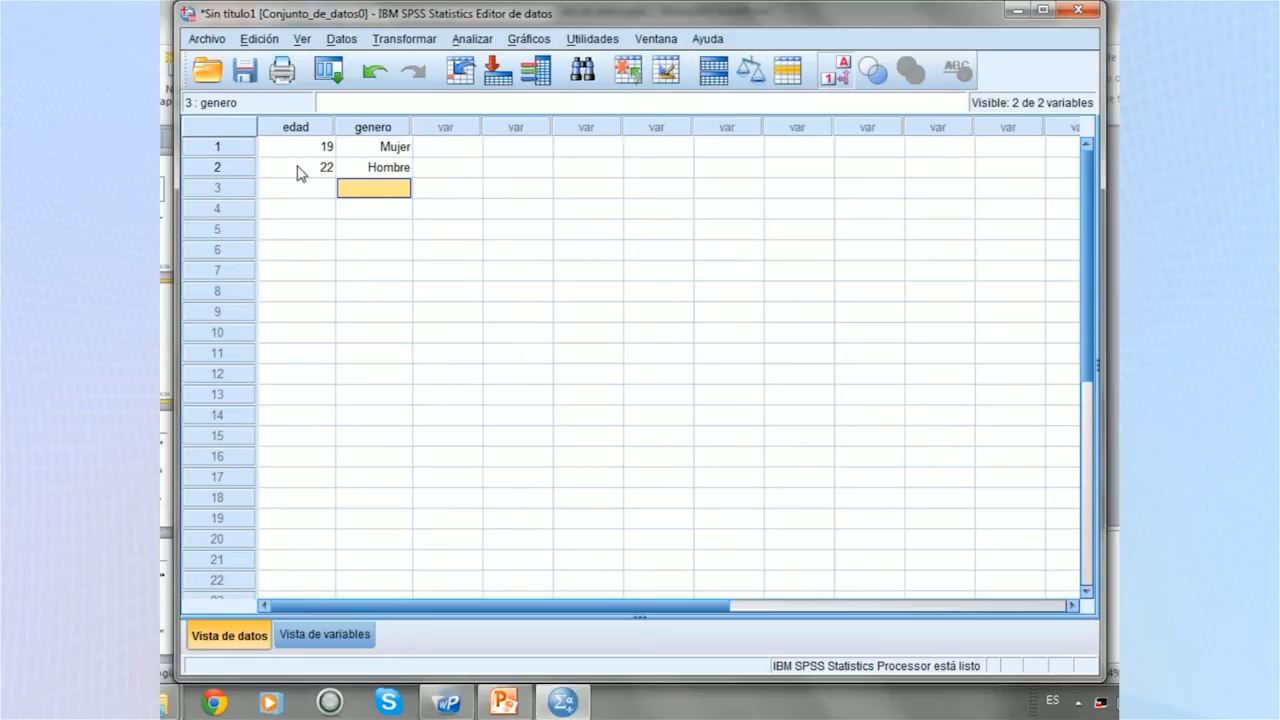 *Sin título1 [Conjunto_de_datos0] - IBM SPSS Statistics Editor de datos
Archivo Edición Ver Datos Transformar Analizar Gráficos Utilidades Ventana Ayuda
A
1
ABC
3 : genero
Visible: 2 de 2 variables
edad genero var var var var var var var var var
1 19 Mujer
2 22 Hombre
3
4
5
6
7
8
9
10
11
12
13
14
15
16
17
18
19
20
21
22
Vista de datos Vista de variables
IBM SPSS Statistics Processor está listo
ES